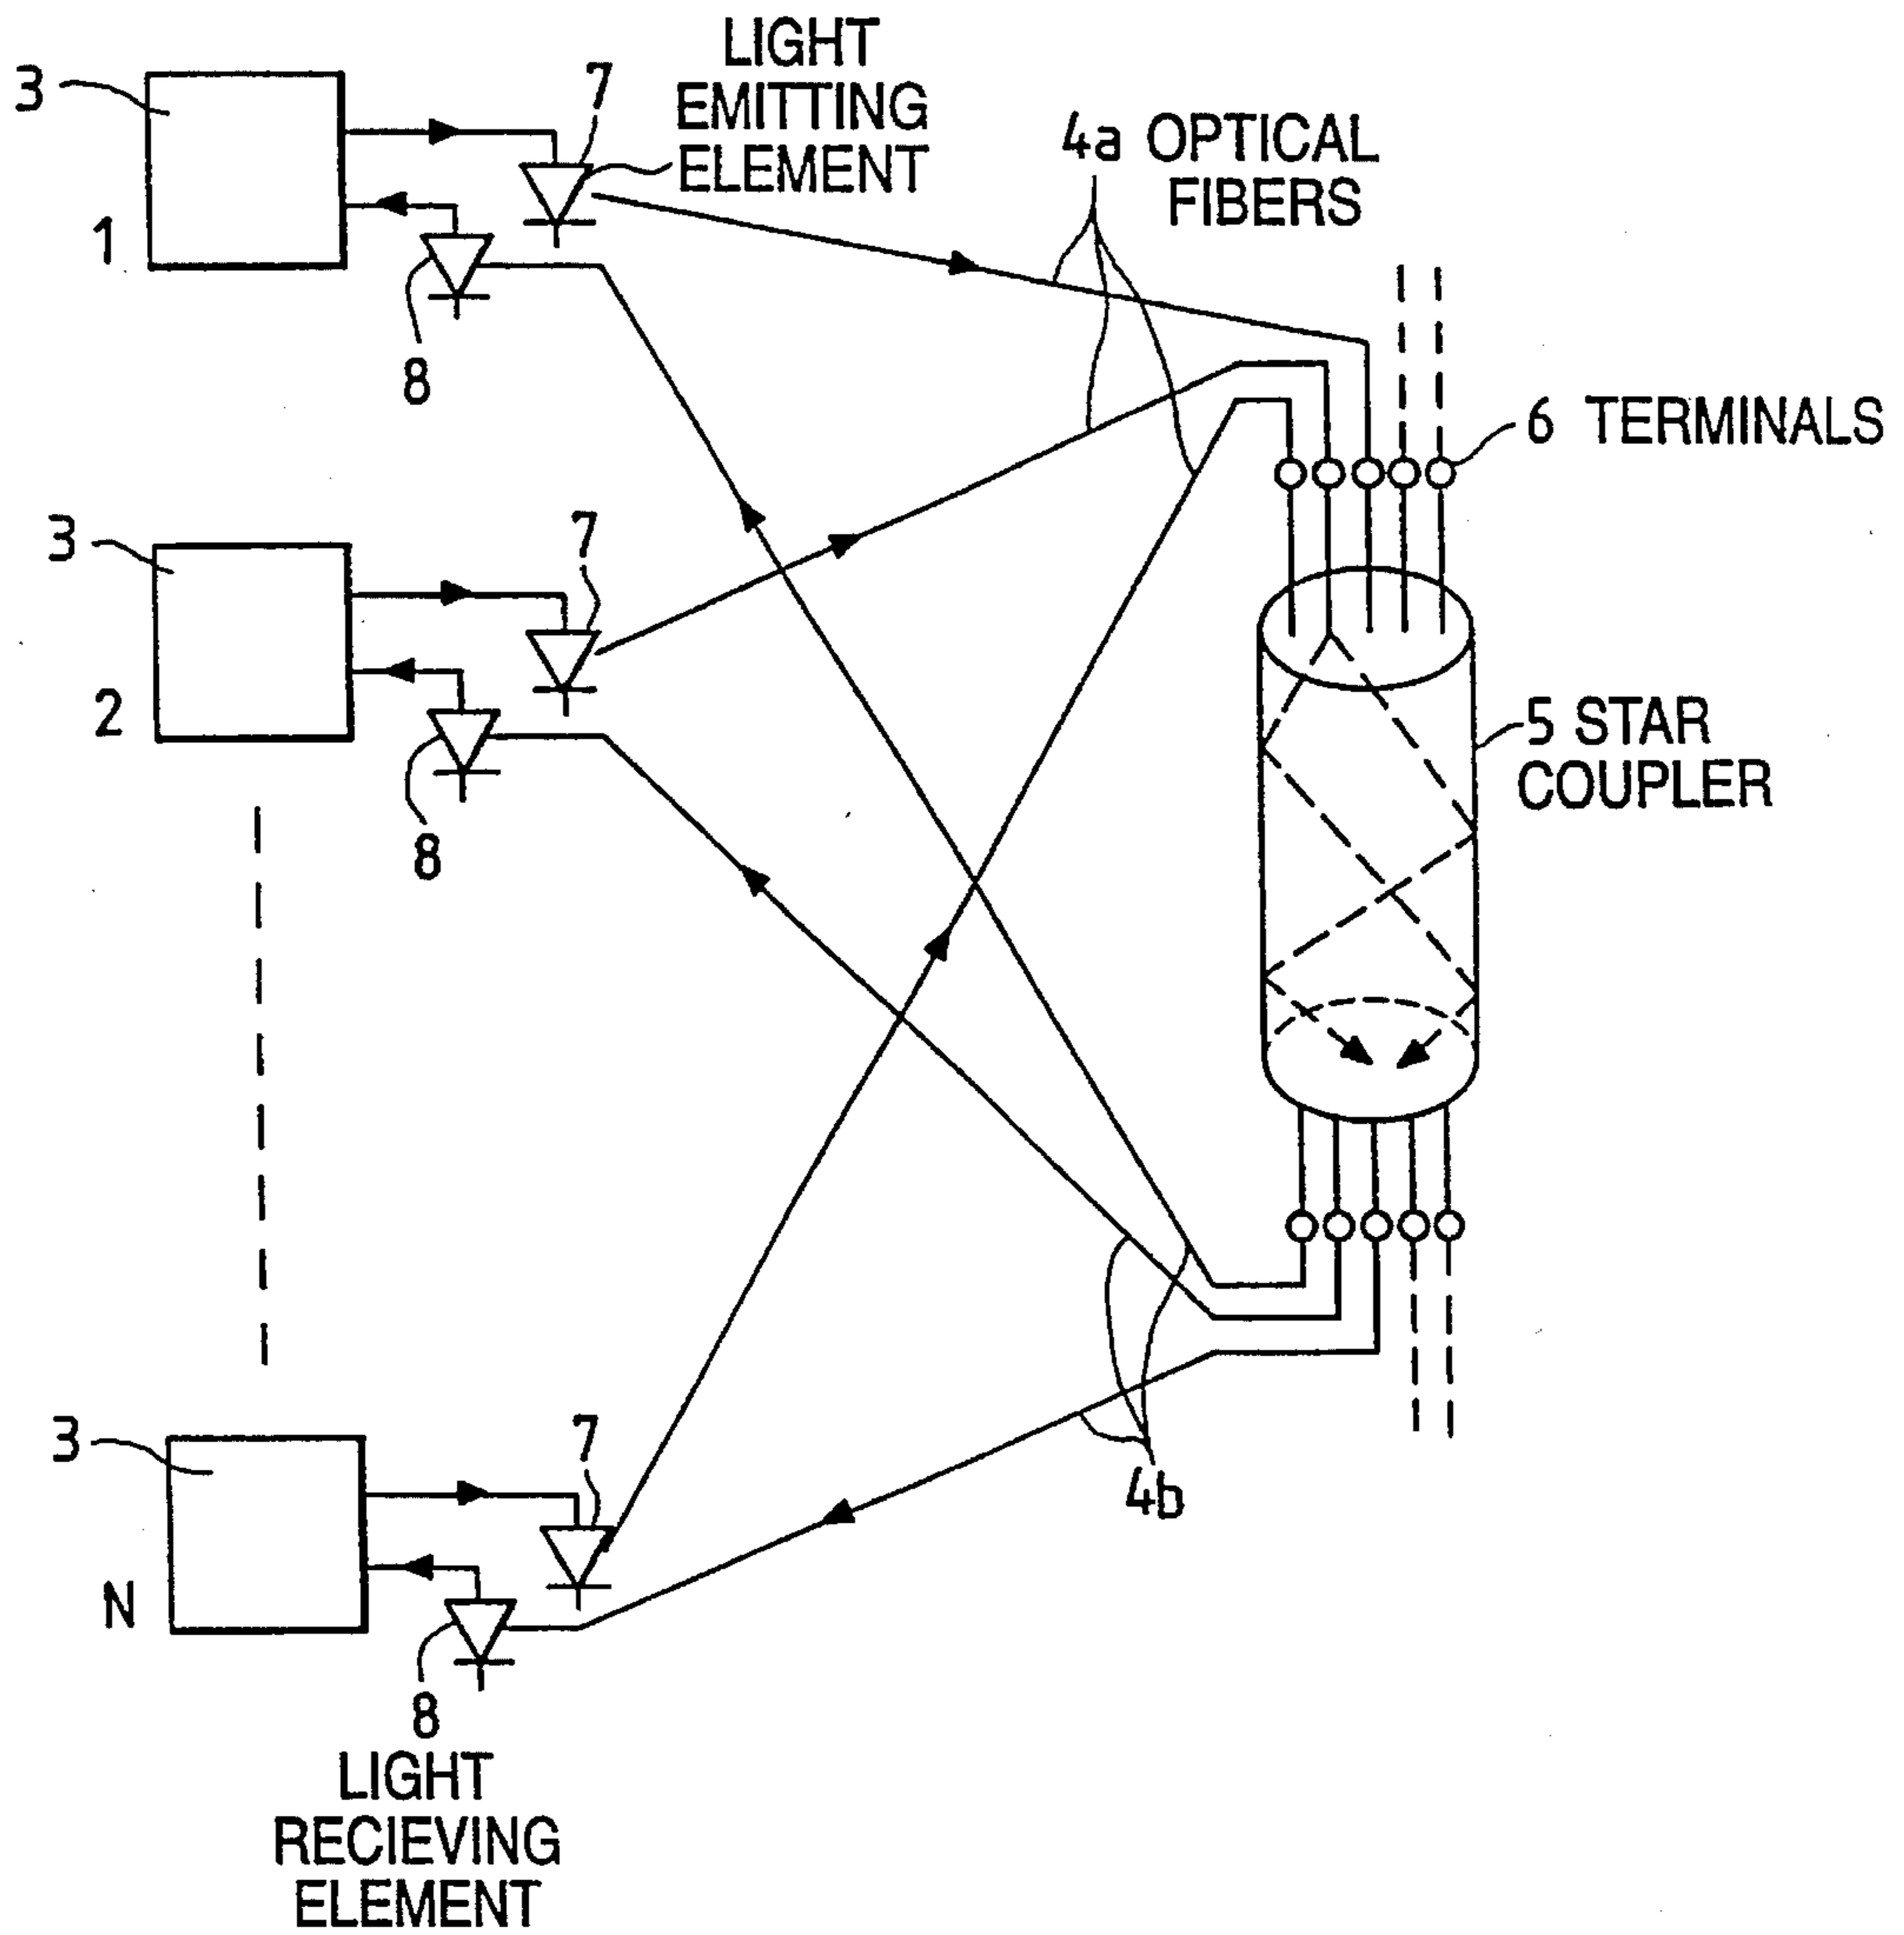 LIGHT
EMITTING
ELEMENT
7
3
4a OPTICAL
FIBERS
1
8
6 TERMINALS
3
7
2
5 STAR
COUPLER
8
3
7
4b
N
8
LIGHT
RECIEVING
ELEMENT